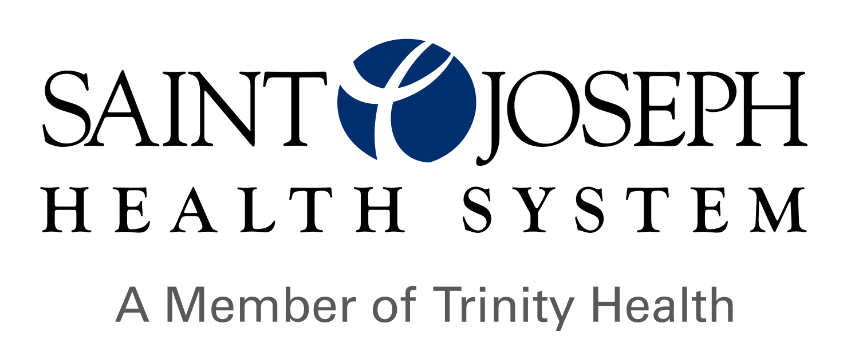 SAINT JOSEPH
HEALTH SYSTEM
A Member of Trinity Health